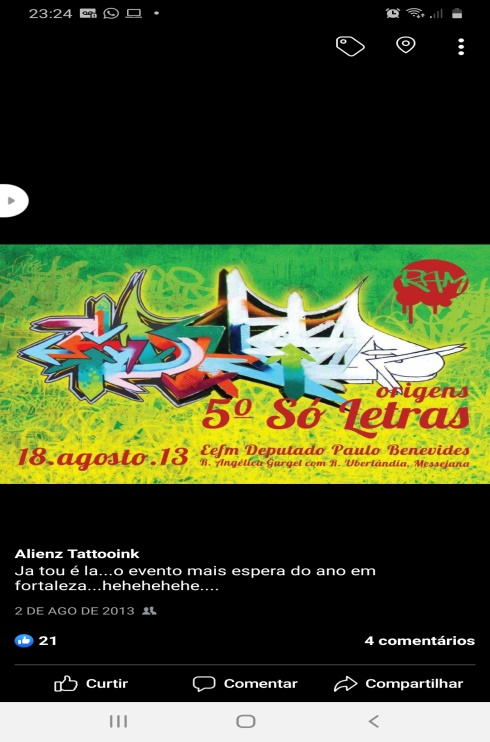 23:24
RAM
origens
5º Só Letras
18.agosto.13
Eefm Deputado Paulo Benevides
R. Angélica Gurgel com R. Uberlândia, Messejana
Alienz Tattooink
Ja tou é la...o evento mais espera do ano em
fortaleza...hehehehehe....
2 DE AGO DE 2013
21
4 comentários
Curtir
Comentar
Compartilhar